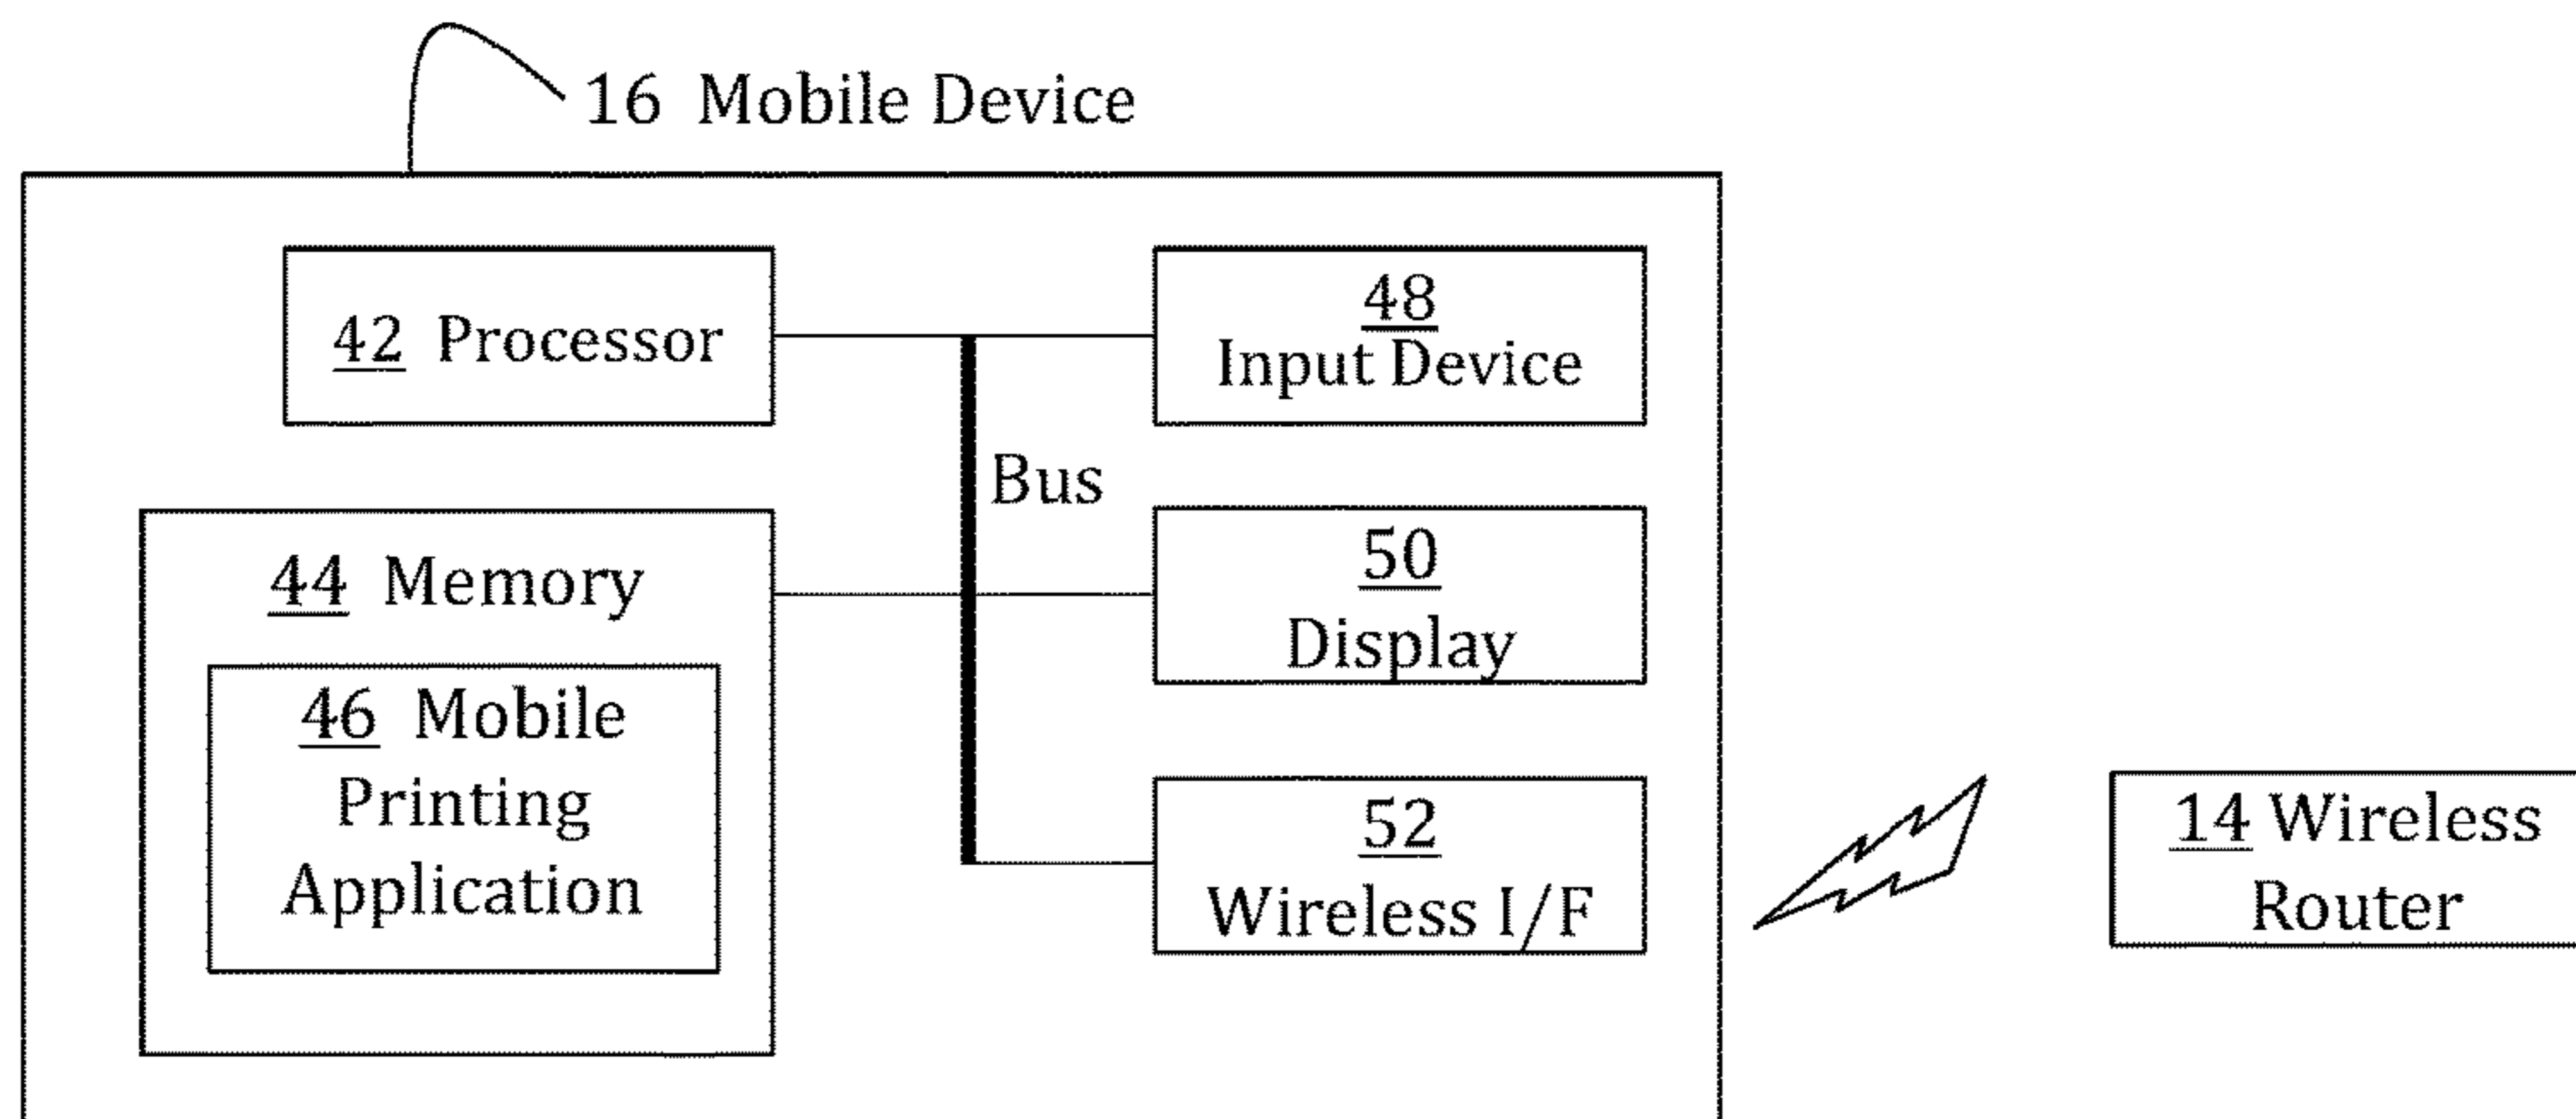 16 Mobile Device
42 Processor
48
Input Device
Bus
44 Memory
50
Display
46 Mobile
Printing
Application
52
Wireless I/F
14 Wireless
Router